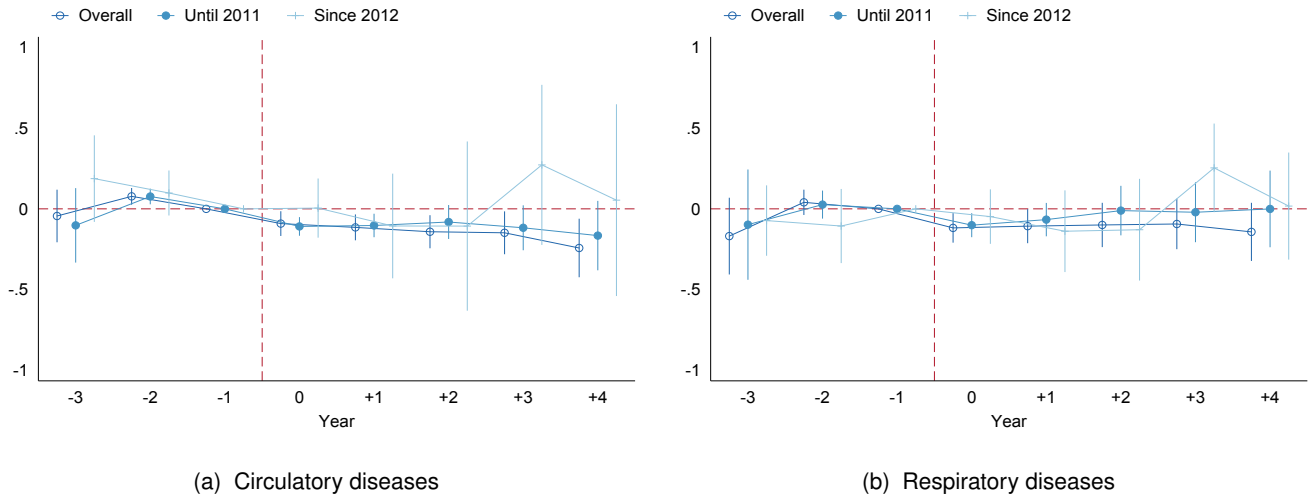 Overall Until 2011 Since 2012
1
.5
0
-.5
-1
-3 -2 -1 0 +1 +2 +3 +4
Year
(a) Circulatory diseases
Overall Until 2011 Since 2012
1
.5
0
-.5
-1
-3 -2 -1 0 +1 +2 +3 +4
Year
(b) Respiratory diseases